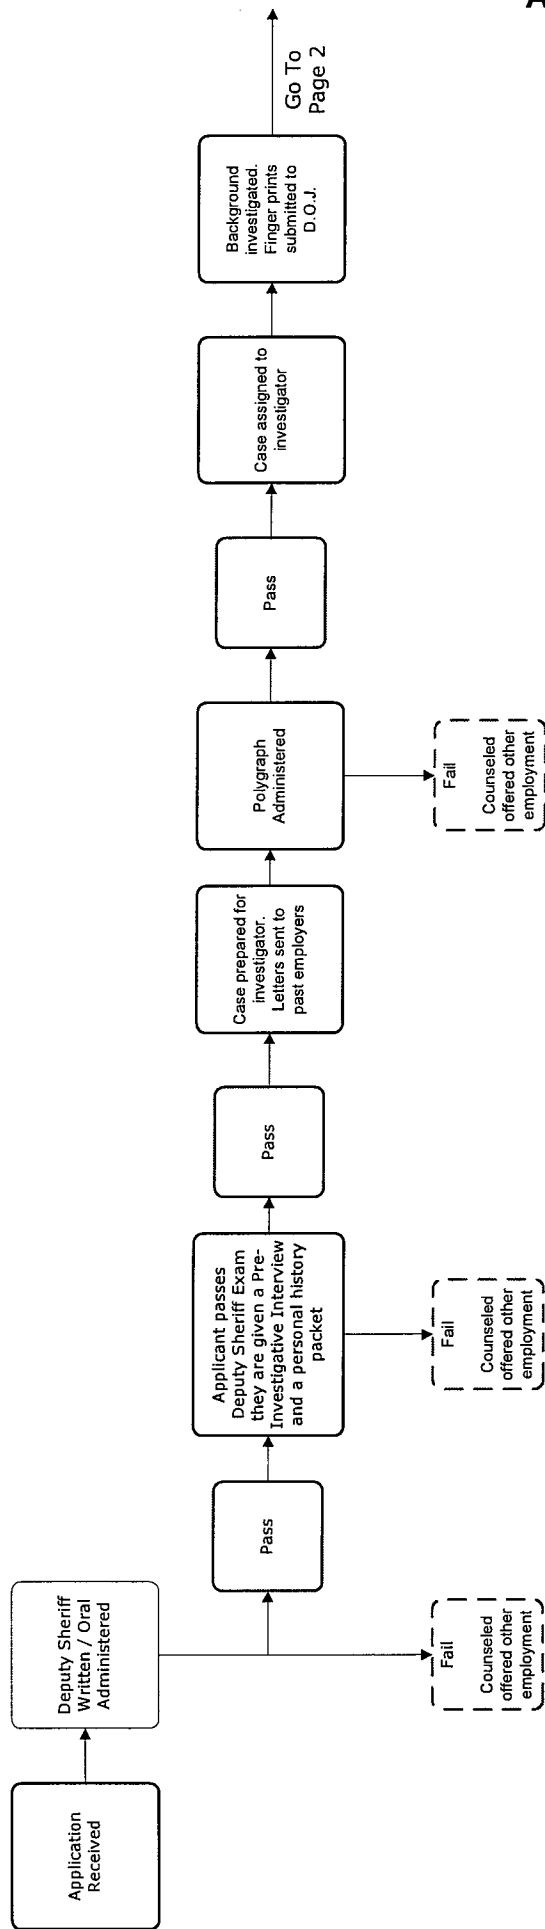 Application
Received
Deputy Sheriff
Written / Oral
Administered
Pass
Fail
Counseled
offered other
employment
Applicant passes
Deputy Sheriff Exam
they are given a Pre-
Investigative Interview
and a personal history
packet
Fail
Counseled
offered other
employment
Pass
Case prepared for
investigator.
Letters sent to
past employers
Polygraph
Administered
Fail
Counseled
offered other
employment
Pass
Case assigned to
investigator
Background
investigated.
Finger prints
submitted to
D.O.J.
Go To
Page 2